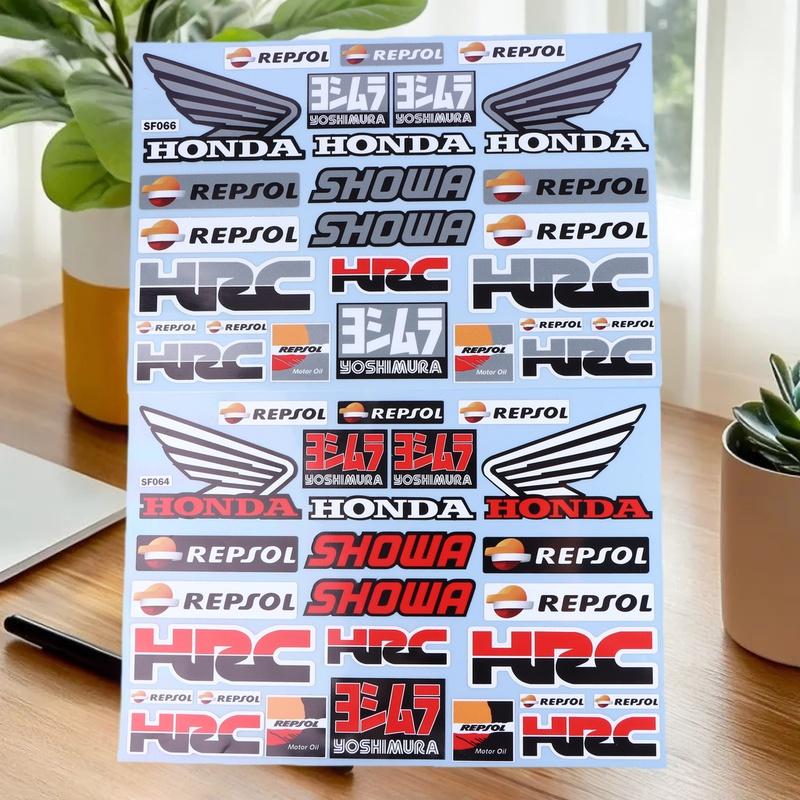 REPSOL REPSOL REPSOL
ヨシムラ ヨシムラ
SF066 YOSHIMURA YOSHIMURA
HONDA HONDA HONDA
REPSOL SHOWA REPSOL
REPSOL SHOWA REPSOL
HRC HRC HRC
REPSOL REPSOL ヨシムラ REPSOL REPSOL
HRC REPSOL REPSOL HRC
Motor Oil YOSHIMURA Motor Oil
REPSOL REPSOL REPSOL
ヨシムラ ヨシムラ
SF064 YOSHIMURA YOSHIMURA
HONDA HONDA HONDA
REPSOL SHOWA REPSOL
REPSOL SHOWA REPSOL
HRC HRC HRC
REPSOL REPSOL ヨシムラ REPSOL REPSOL
HRC REPSOL REPSOL HRC
Motor Oil YOSHIMURA Motor Oil